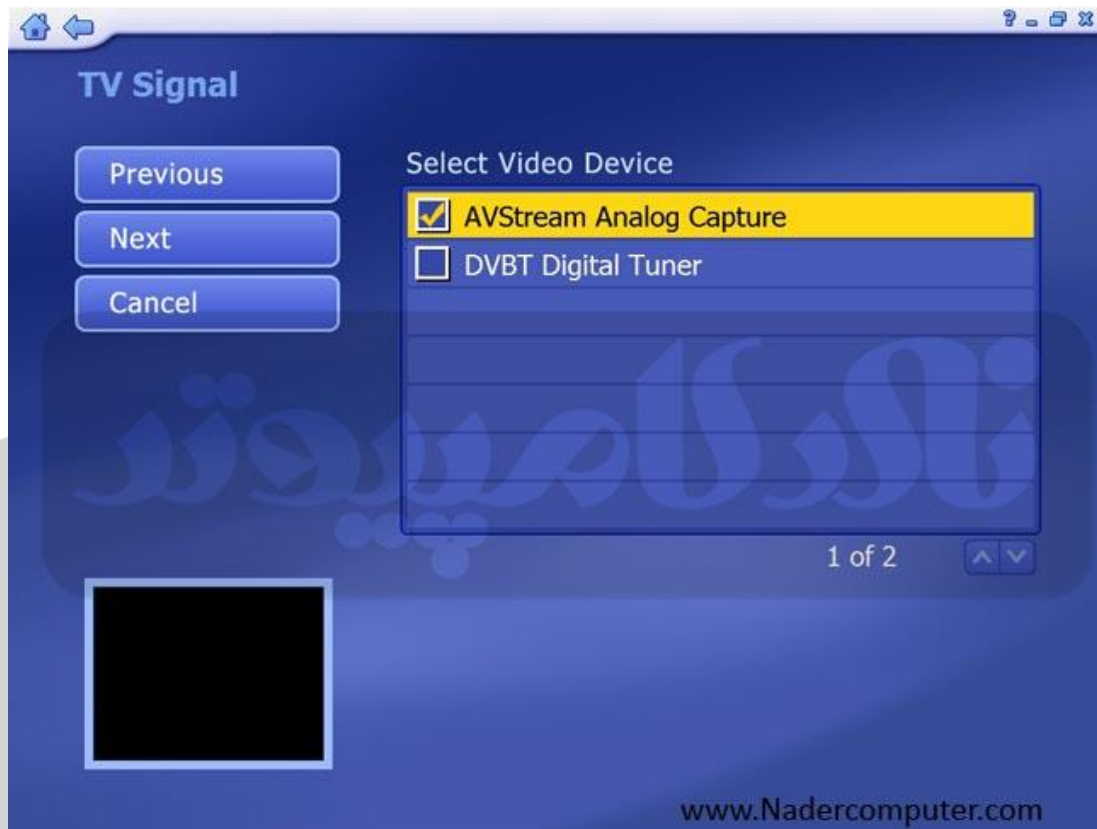 TV Signal
Previous
Next
Cancel
Select Video Device
AVStream Analog Capture
DVBT Digital Tuner
نادر کامپیوتر
1 of 2
www.Nadercomputer.com